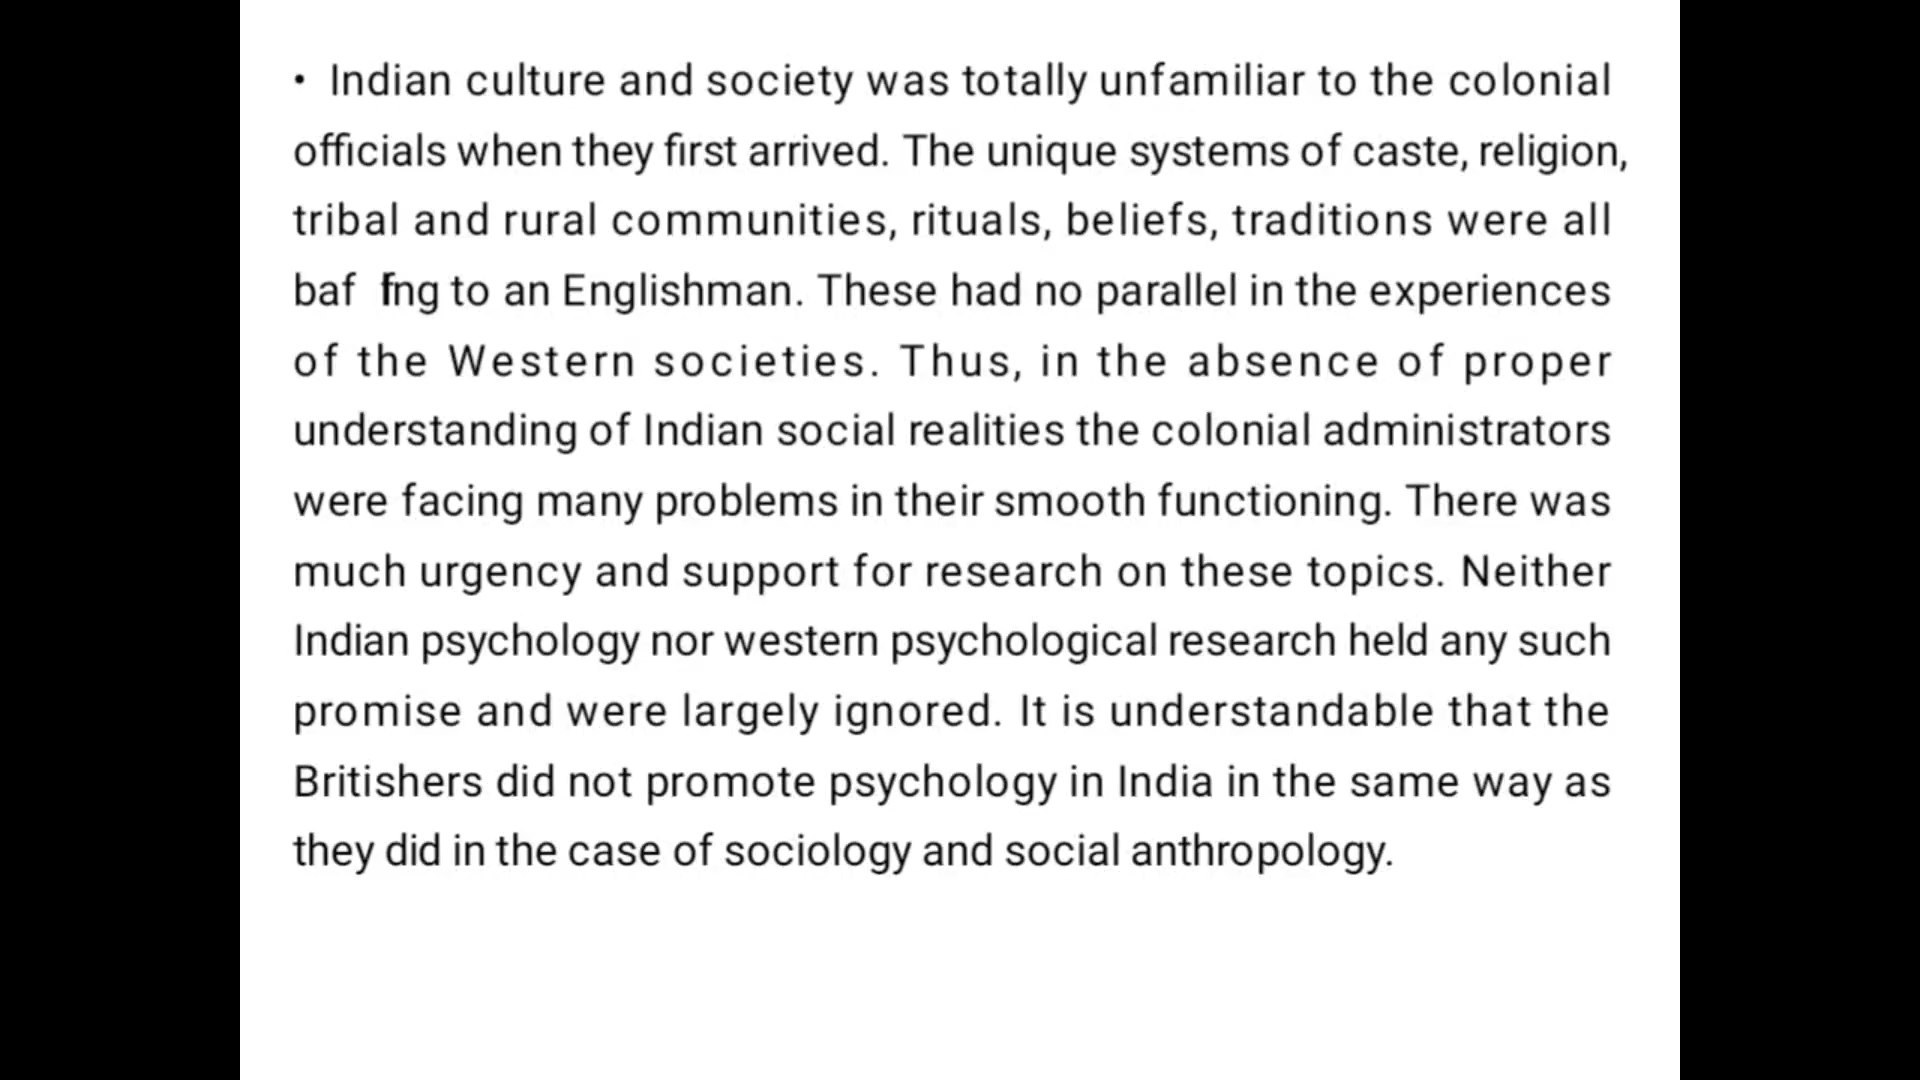 • Indian culture and society was totally unfamiliar to the colonial
officials when they first arrived. The unique systems of caste, religion,
tribal and rural communities, rituals, beliefs, traditions were all
baf fng to an Englishman. These had no parallel in the experiences
of the Western societies. Thus, in the absence of proper
understanding of Indian social realities the colonial administrators
were facing many problems in their smooth functioning. There was
much urgency and support for research on these topics. Neither
Indian psychology nor western psychological research held any such
promise and were largely ignored. It is understandable that the
Britishers did not promote psychology in India in the same way as
they did in the case of sociology and social anthropology.